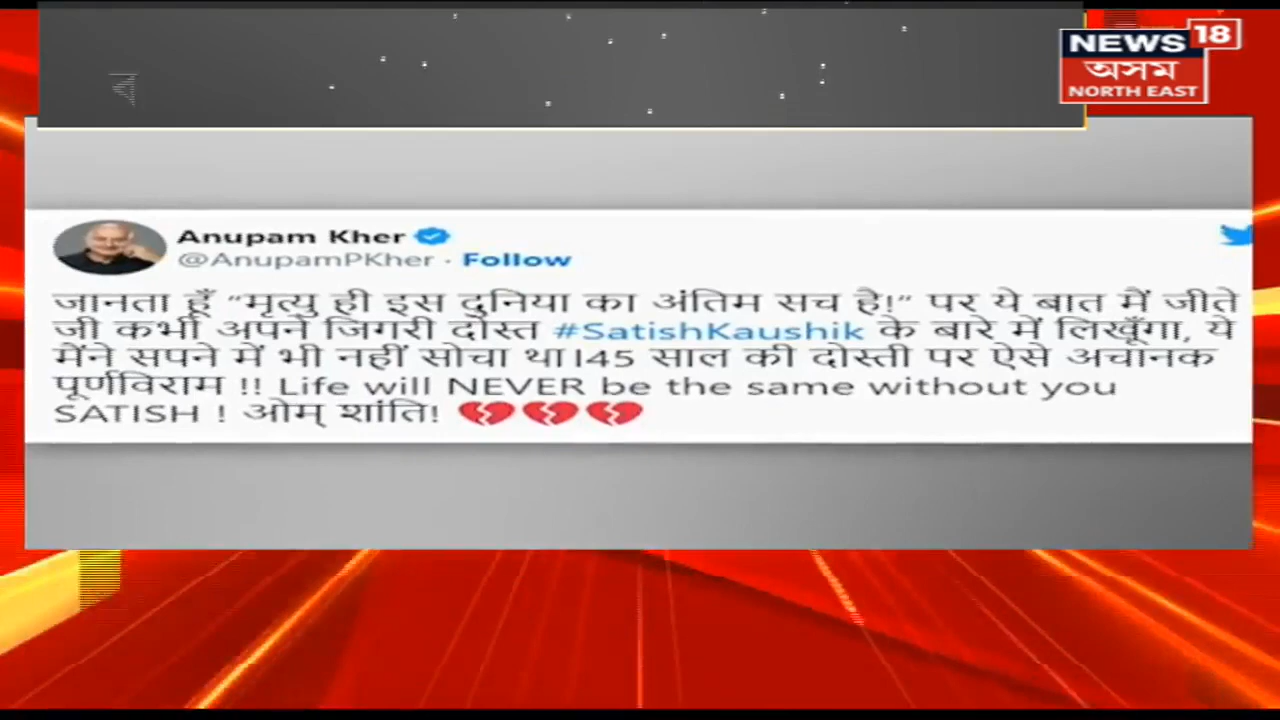 NEWS 18
অসম
NORTH EAST
Anupam Kher
@AnupamPKher · Follow
जानता हूँ “मृत्यु ही इस दुनिया का अंतिम सच है!” पर ये बात मैं जीते
जी कभी अपने जिगरी दोस्त #SatishKaushik के बारे में लिखूँगा, ये
मैंने सपने में भी नहीं सोचा था।45 साल की दोस्ती पर ऐसे अचानक
पूर्णविराम !! Life will NEVER be the same without you
SATISH ! ओम् शांति! 💔💔💔